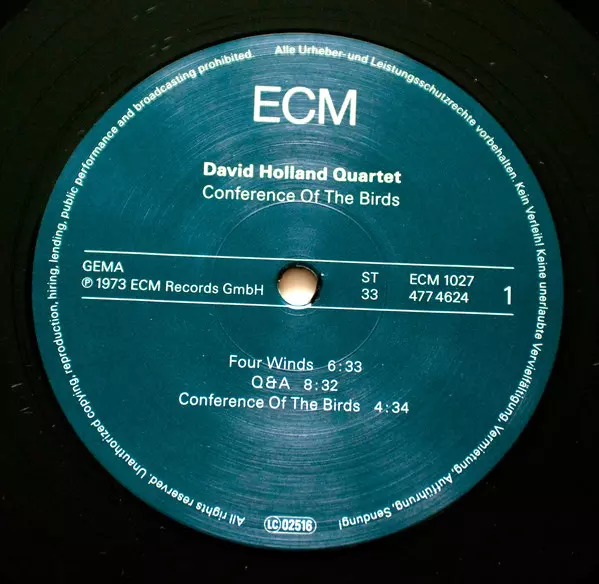 ECM
David Holland Quartet
Conference Of The Birds
GEMA
℗ 1973 ECM Records GmbH
ST
33
ECM 1027
477 4624
1
Four Winds 6:33
Q & A 8:32
Conference Of The Birds 4:34
Alle Urheber- und Leistungsschutzrechte vorbehalten. Kein Verleih! Keine unerlaubte Vervielfältigung, Vermietung, Aufführung, Sendung!
All rights reserved. Unauthorized copying, reproduction, hiring, lending, public performance and broadcasting prohibited.
LC 02516